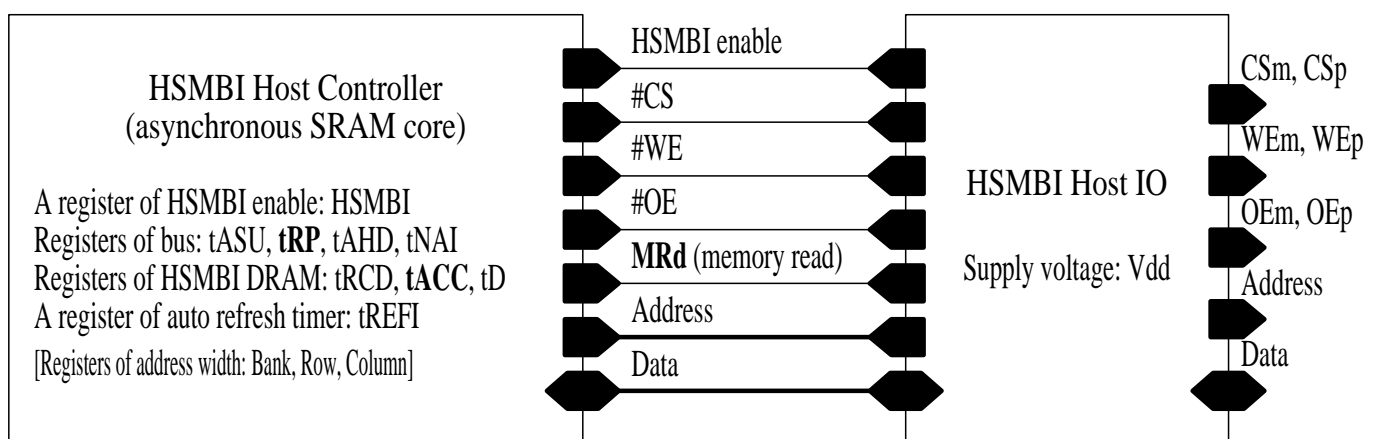 HSMBI Host Controller
(asynchronous SRAM core)
A register of HSMBI enable: HSMBI
Registers of bus: tASU, tRP, tAHD, tNAI
Registers of HSMBI DRAM: tRCD, tACC, tD
A register of auto refresh timer: tREFI
[Registers of address width: Bank, Row, Column]
HSMBI enable
#CS
#WE
#OE
MRd (memory read)
Address
Data
HSMBI Host IO
Supply voltage: Vdd
CSm, CSp
WEm, WEp
OEm, OEp
Address
Data